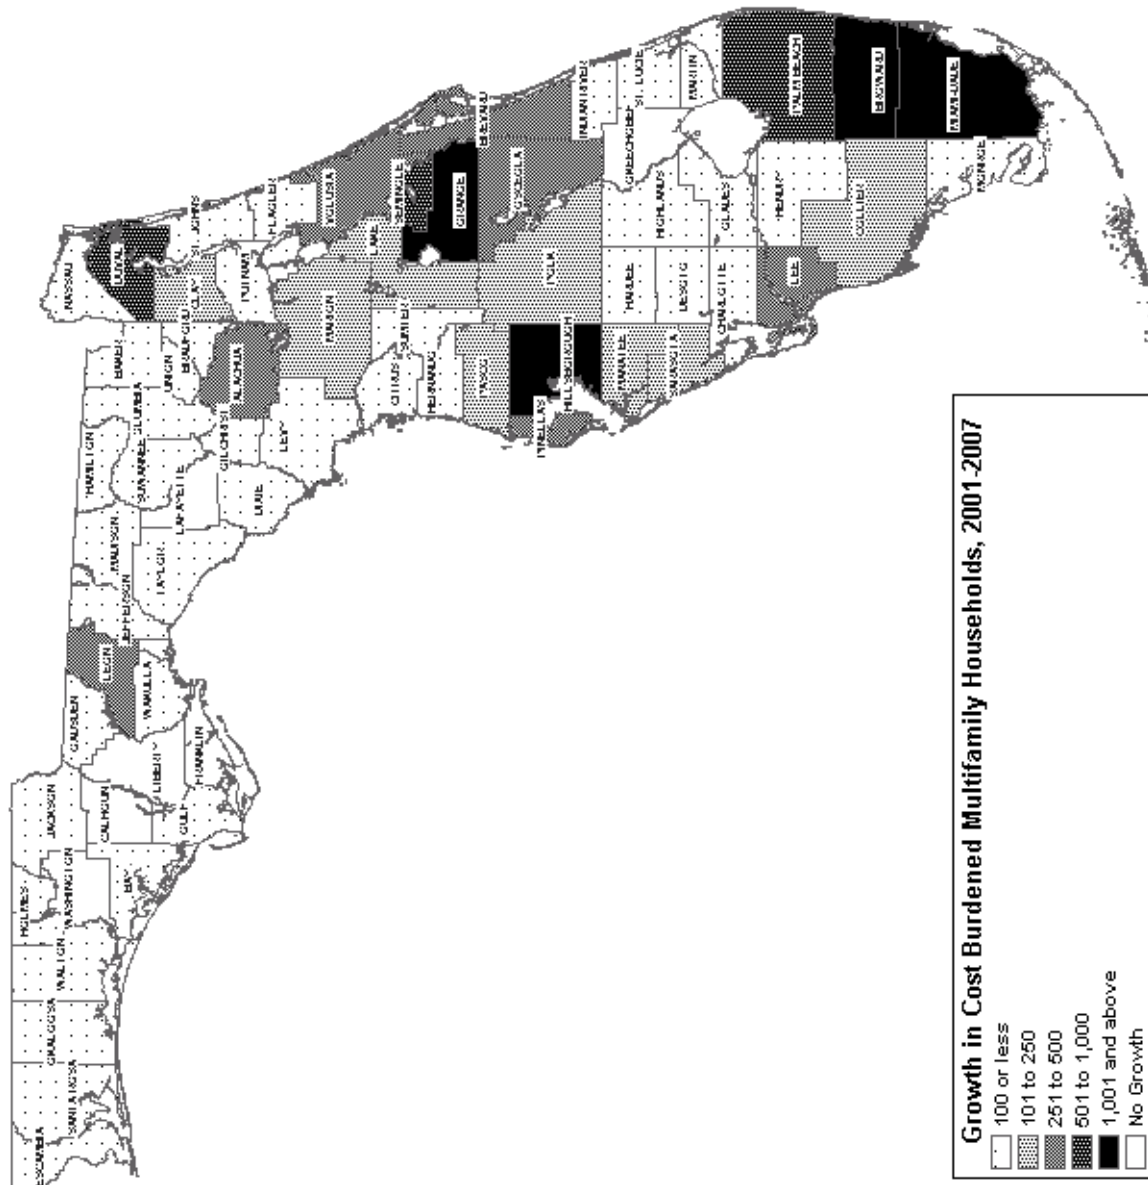 ESCAMBIA
SANTA ROSA
OKALOOSA
WALTON
HOLMES
WASHINGTON
BAY
JACKSON
CALHOUN
GULF
LIBERTY
FRANKLIN
GADSDEN
LEON
WAKULLA
JEFFERSON
MADISON
TAYLOR
HAMILTON
SUWANNEE
LAFAYETTE
DIXIE
COLUMBIA
GILCHRIST
LEVY
BAKER
UNION
BRADFORD
ALACHUA
NASSAU
DUVAL
CLAY
ST. JOHNS
PUTNAM
FLAGLER
MARION
VOLUSIA
CITRUS
SUMTER
LAKE
SEMINOLE
HERNANDO
ORANGE
BREVARD
PASCO
POLK
OSCEOLA
PINELLAS
HILLSBOROUGH
INDIAN RIVER
MANATEE
HARDEE
HIGHLANDS
OKEECHOBEE
ST. LUCIE
SARASOTA
DESOTO
MARTIN
CHARLOTTE
GLADES
LEE
HENDRY
PALM BEACH
COLLIER
BROWARD
MONROE
MIAMI-DADE
Growth in Cost Burdened Multifamily Households, 2001-2007
100 or less
101 to 250
251 to 500
501 to 1,000
1,001 and above
No Growth